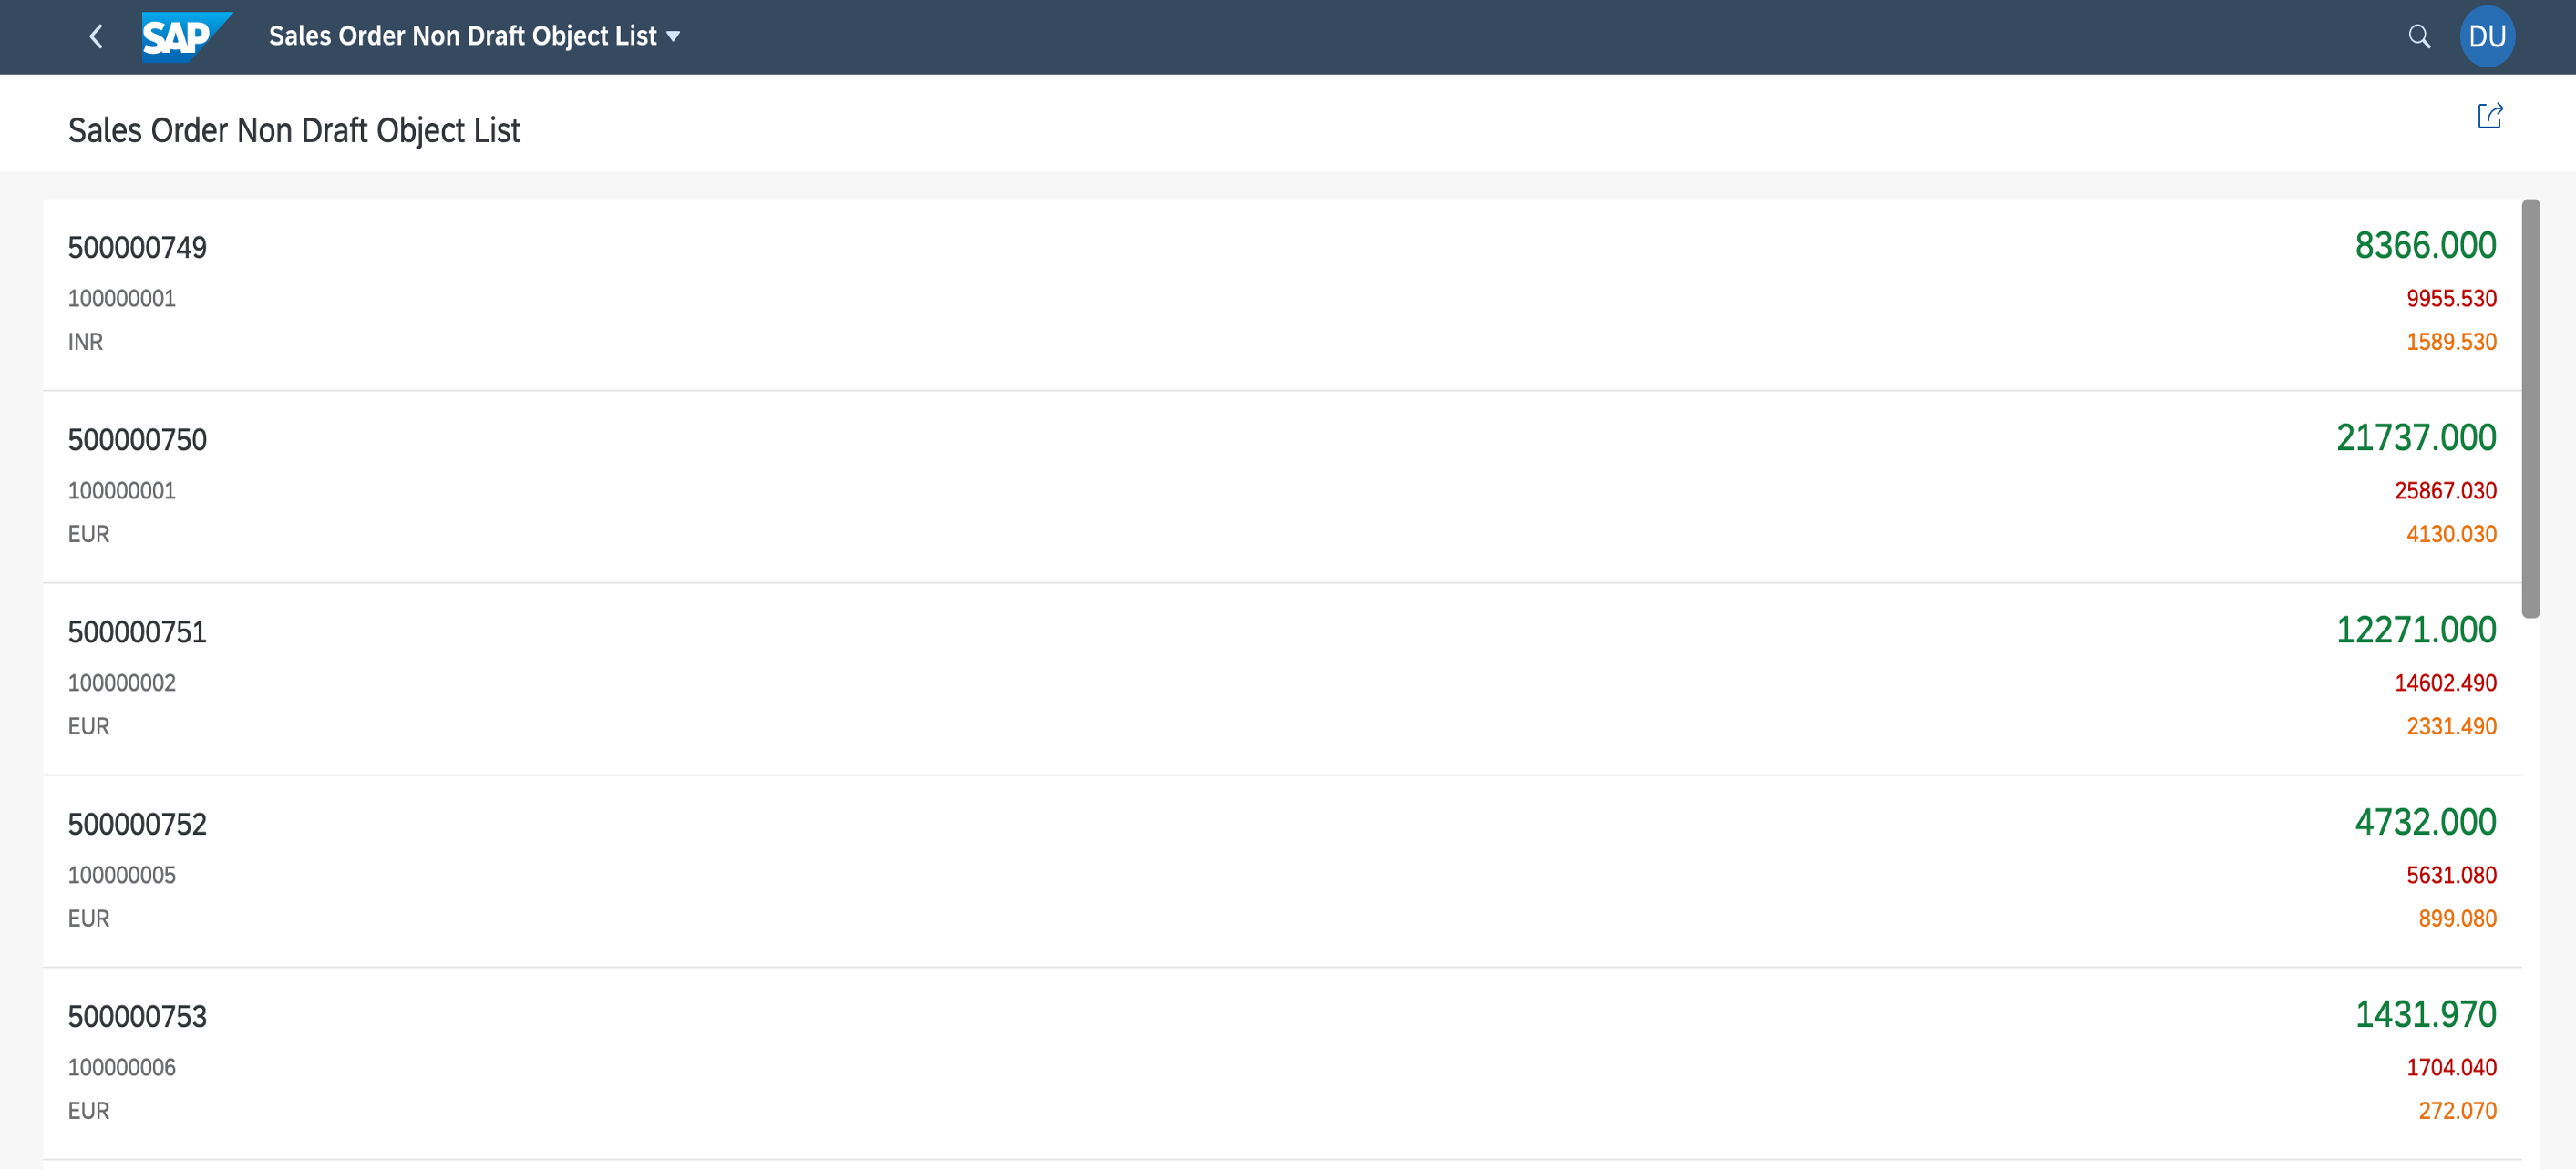 SAP Sales Order Non Draft Object List DU
Sales Order Non Draft Object List
500000749 8366.000
100000001 9955.530
INR 1589.530
500000750 21737.000
100000001 25867.030
EUR 4130.030
500000751 12271.000
100000002 14602.490
EUR 2331.490
500000752 4732.000
100000005 5631.080
EUR 899.080
500000753 1431.970
100000006 1704.040
EUR 272.070